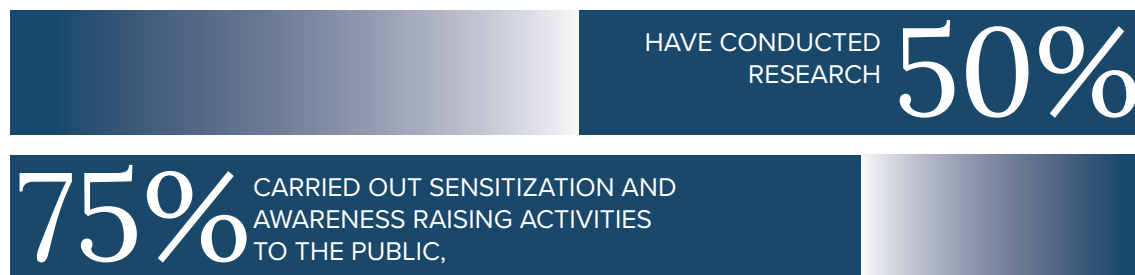 HAVE CONDUCTED
RESEARCH
50%
75%
CARRIED OUT SENSITIZATION AND
AWARENESS RAISING ACTIVITIES
TO THE PUBLIC,